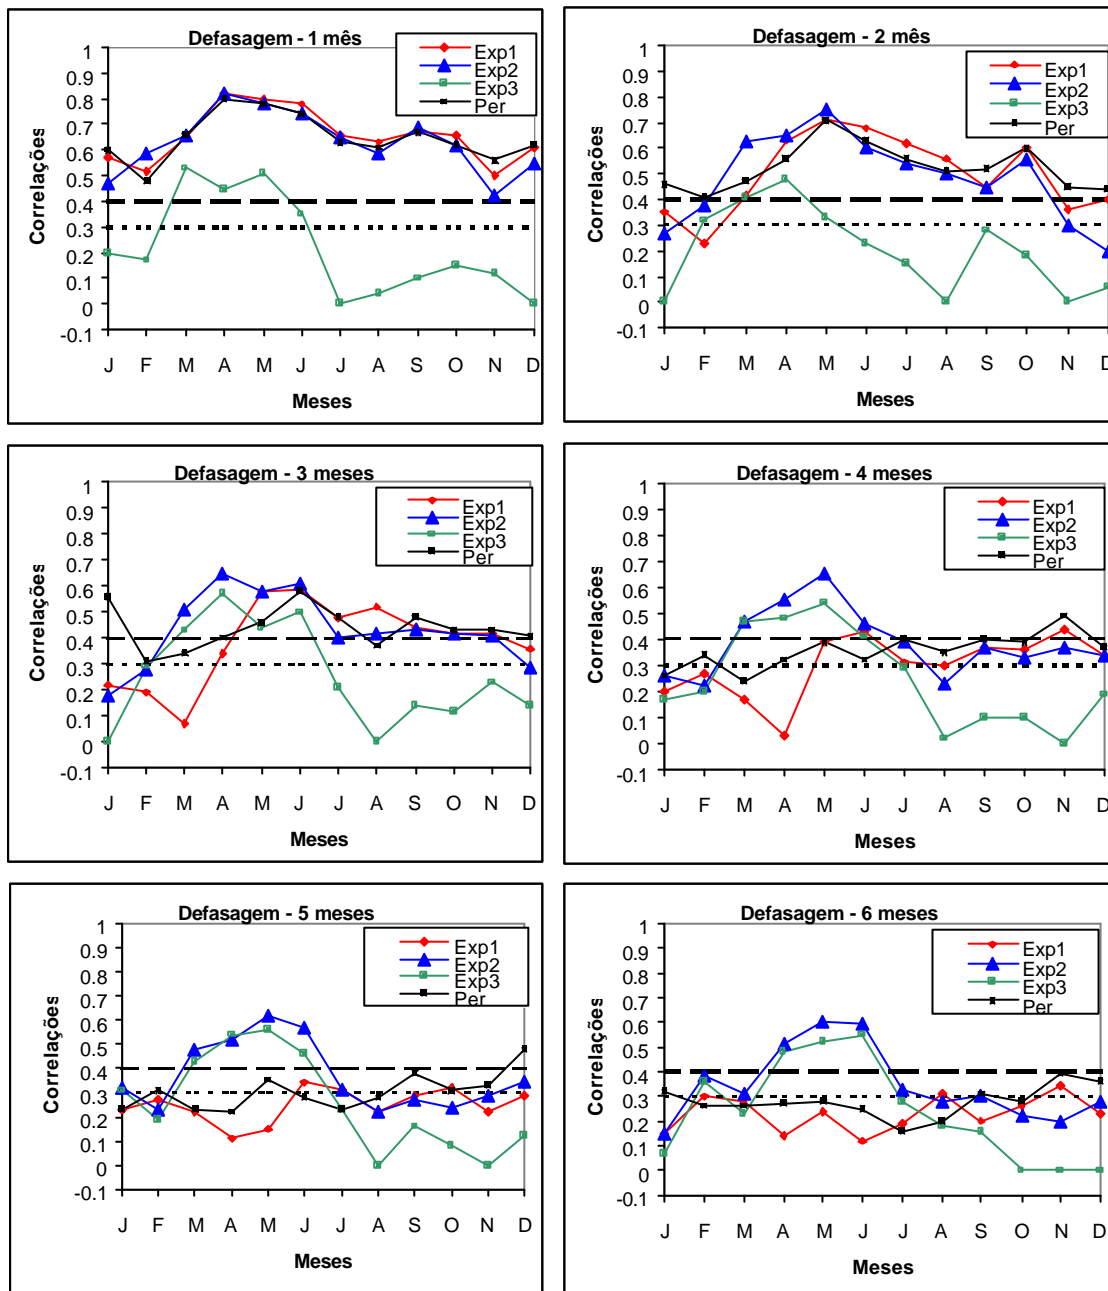 Defasagem - 1 mês
Exp1
Exp2
Exp3
Per
Correlações
1
0.9
0.8
0.7
0.6
0.5
0.4
0.3
0.2
0.1
0
-0.1
J F M A M J J A S O N D
Meses
Defasagem - 2 mês
Exp1
Exp2
Exp3
Per
Correlações
1
0.9
0.8
0.7
0.6
0.5
0.4
0.3
0.2
0.1
0
-0.1
J F M A M J J A S O N D
Meses
Defasagem - 3 meses
Exp1
Exp2
Exp3
Per
Correlações
1
0.9
0.8
0.7
0.6
0.5
0.4
0.3
0.2
0.1
0
-0.1
J F M A M J J A S O N D
Meses
Defasagem - 4 meses
Exp1
Exp2
Exp3
Per
Correlações
1
0.9
0.8
0.7
0.6
0.5
0.4
0.3
0.2
0.1
0
-0.1
J F M A M J J A S O N D
Meses
Defasagem - 5 meses
Exp1
Exp2
Exp3
Per
Correlações
1
0.9
0.8
0.7
0.6
0.5
0.4
0.3
0.2
0.1
0
-0.1
J F M A M J J A S O N D
Meses
Defasagem - 6 meses
Exp1
Exp2
Exp3
Per
Correlações
1
0.9
0.8
0.7
0.6
0.5
0.4
0.3
0.2
0.1
0
-0.1
J F M A M J J A S O N D
Meses